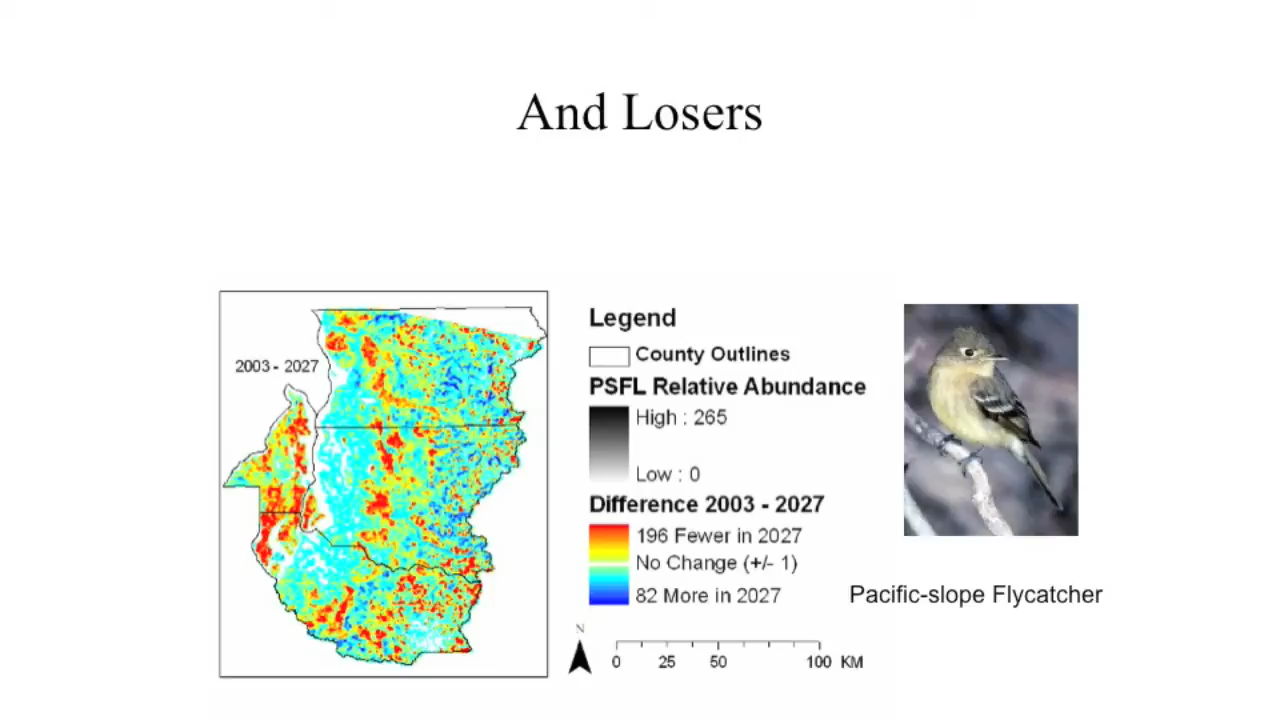 And Losers
2003 - 2027
Legend
County Outlines
PSFL Relative Abundance
High : 265
Low : 0
Difference 2003 - 2027
196 Fewer in 2027
No Change (+/- 1)
82 More in 2027
Pacific-slope Flycatcher
N
0 25 50 100 KM